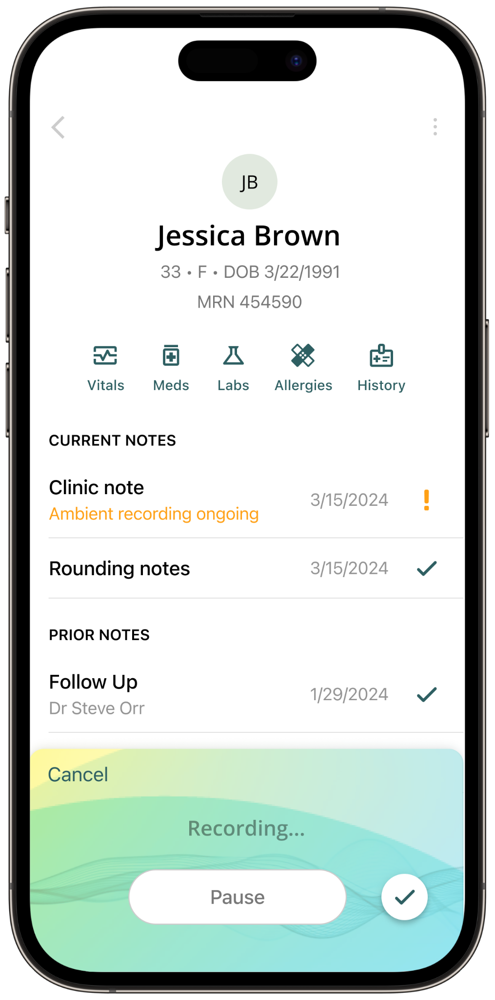 JB
Jessica Brown
33 • F • DOB 3/22/1991
MRN 454590
Vitals Meds Labs Allergies History
CURRENT NOTES
Clinic note
Ambient recording ongoing
3/15/2024
Rounding notes 3/15/2024
PRIOR NOTES
Follow Up
Dr Steve Orr
1/29/2024
Cancel
Recording...
Pause